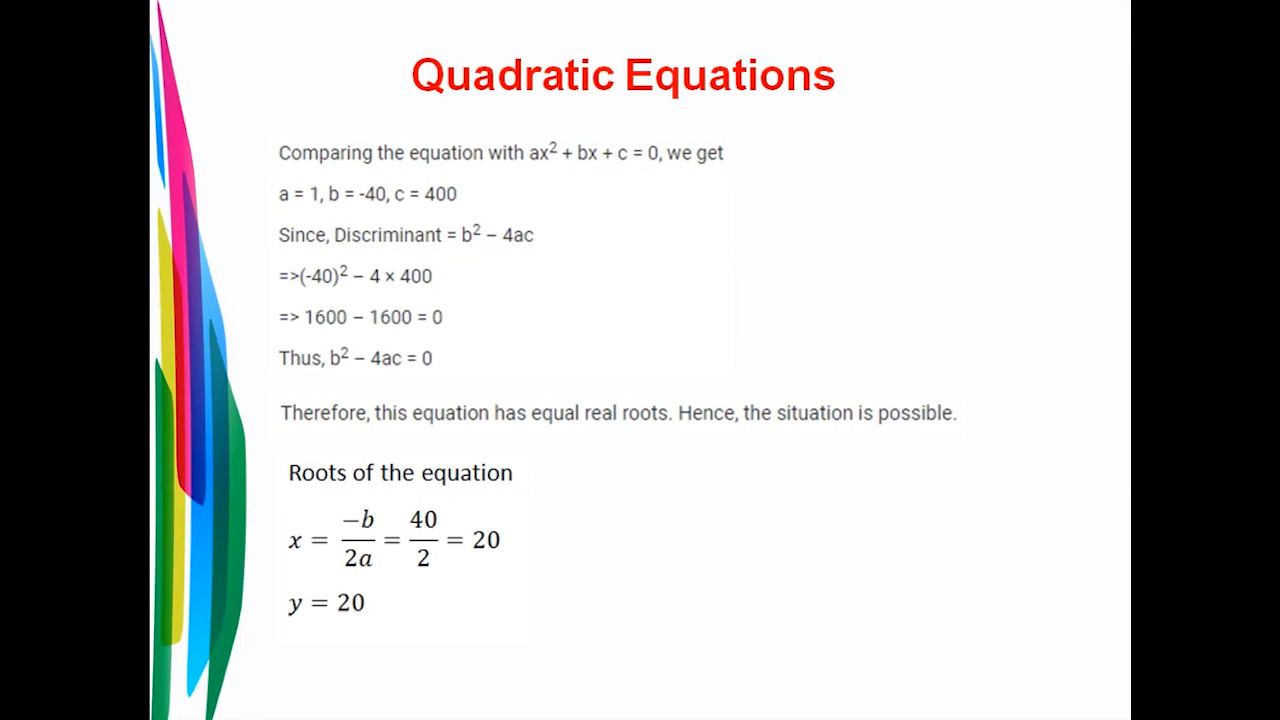 Quadratic Equations
Comparing the equation with ax² + bx + c = 0, we get
a = 1, b = -40, c = 400
Since, Discriminant = b² – 4ac
=>(-40)² – 4 × 400
=> 1600 – 1600 = 0
Thus, b² – 4ac = 0
Therefore, this equation has equal real roots. Hence, the situation is possible.
Roots of the equation
x = −b/2a = 40/2 = 20
y = 20